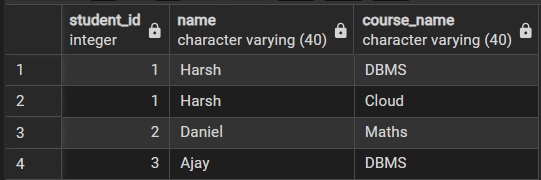 student_id name course_name
integer character varying (40) character varying (40)
1 1 Harsh DBMS
2 1 Harsh Cloud
3 2 Daniel Maths
4 3 Ajay DBMS